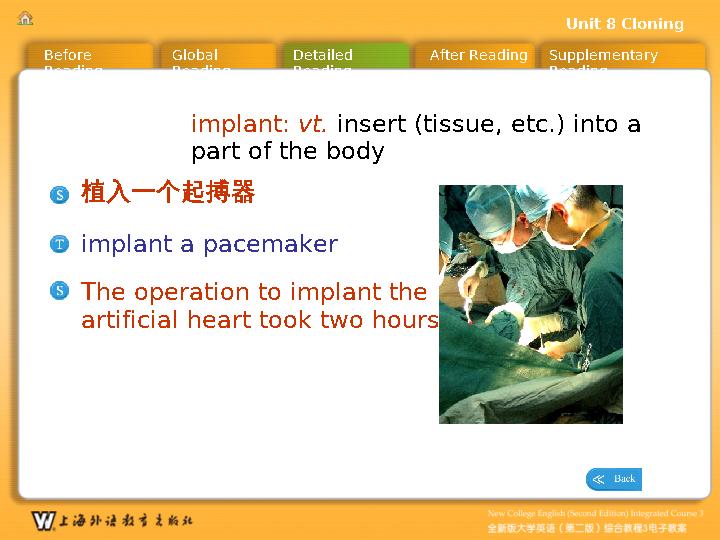 Unit 8 Cloning
Before Reading
Global Reading
Detailed Reading
After Reading
Supplementary Reading
implant: vt. insert (tissue, etc.) into a
part of the body
S
植入一个起搏器
T
implant a pacemaker
S
The operation to implant the
artificial heart took two hours
≪ Back
W 上海外语教育出版社
New College English (Second Edition) Integrated Course 3
全新版大学英语（第二版）综合教程3电子教案